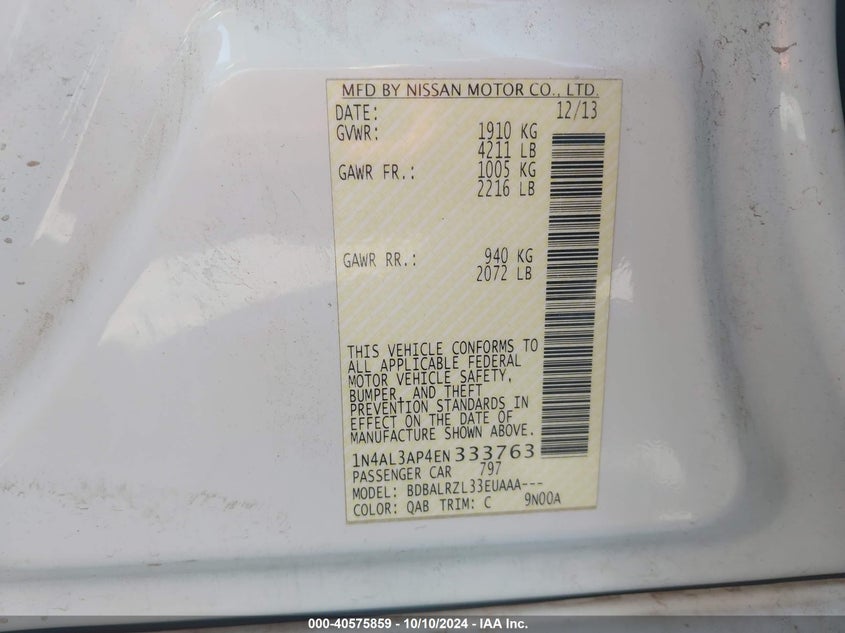 MFD BY NISSAN MOTOR CO., LTD.
DATE: 12/13
GVWR: 1910 KG
4211 LB
GAWR FR.: 1005 KG
2216 LB
GAWR RR.: 940 KG
2072 LB
THIS VEHICLE CONFORMS TO
ALL APPLICABLE FEDERAL
MOTOR VEHICLE SAFETY,
BUMPER, AND THEFT
PREVENTION STANDARDS IN
EFFECT ON THE DATE OF
MANUFACTURE SHOWN ABOVE.
1N4AL3AP4EN333763
PASSENGER CAR 797
MODEL: BDBALRZL33EUAAA---
COLOR: QAB TRIM: C 9N00A
000-40575859 - 10/10/2024 - IAA Inc.